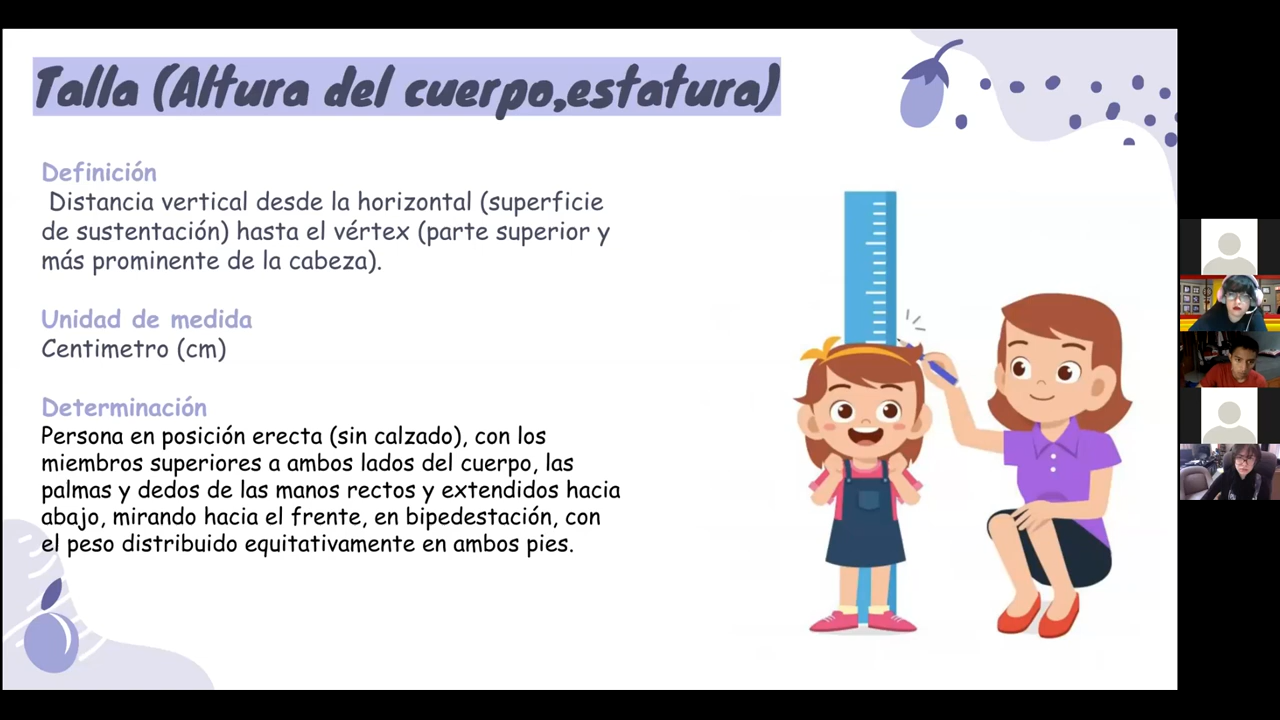 Talla (Altura del cuerpo,estatura)
Definición
Distancia vertical desde la horizontal (superficie
de sustentación) hasta el vértex (parte superior y
más prominente de la cabeza).
Unidad de medida
Centimetro (cm)
Determinación
Persona en posición erecta (sin calzado), con los
miembros superiores a ambos lados del cuerpo, las
palmas y dedos de las manos rectos y extendidos hacia
abajo, mirando hacia el frente, en bipedestación, con
el peso distribuido equitativamente en ambos pies.